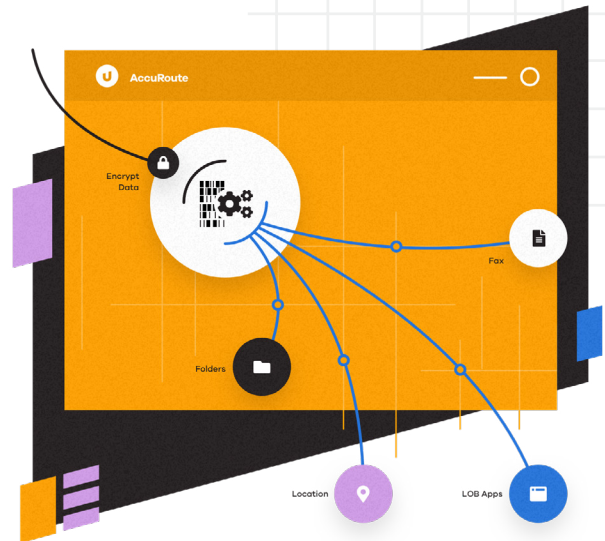 AccuRoute
Encrypt
Data
Fax
Folders
Location
LOB Apps